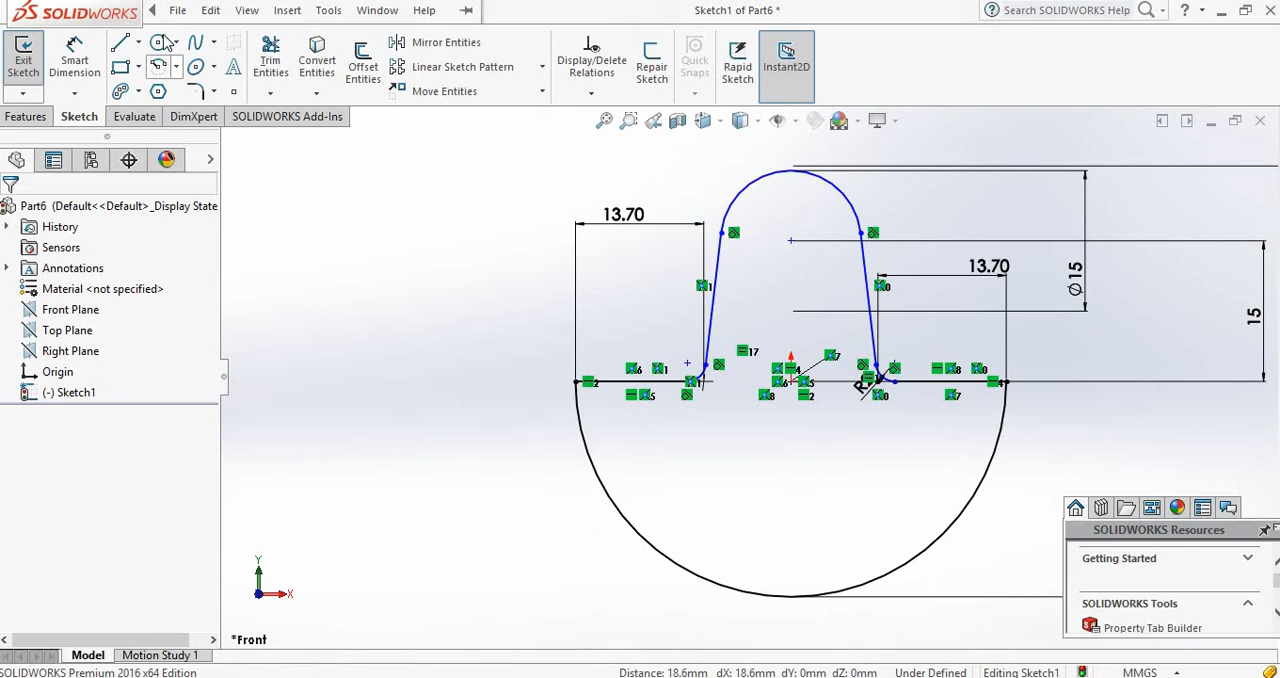 SOLIDWORKS File Edit View Insert Tools Window Help Sketch1 of Part6 * Search SOLIDWORKS Help ?
Exit Sketch
Smart Dimension
Trim Entities
Convert Entities
Offset Entities
Mirror Entities
Linear Sketch Pattern
Move Entities
Display/Delete Relations
Repair Sketch
Quick Snaps
Rapid Sketch
Instant2D
Features Sketch Evaluate DimXpert SOLIDWORKS Add-Ins
Part6 (Default<<Default>_Display State
History
Sensors
Annotations
Material <not specified>
Front Plane
Top Plane
Right Plane
Origin
(-) Sketch1
13.70
13.70
Ø15
15
17
Y
X
*Front
SOLIDWORKS Resources
Getting Started
SOLIDWORKS Tools
Property Tab Builder
Model Motion Study 1
SOLIDWORKS Premium 2016 x64 Edition Distance: 18.6mm dX: 18.6mm dY: 0mm dZ: 0mm Under Defined Editing Sketch1 MMGS